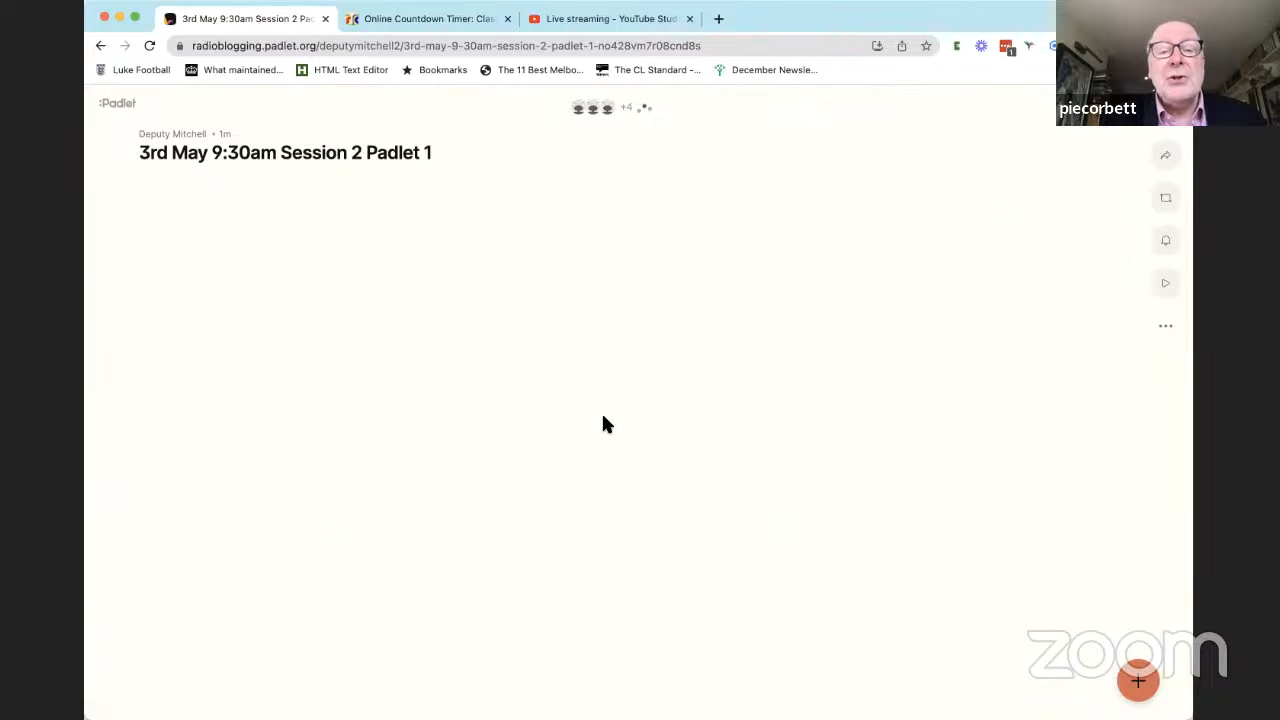 3rd May 9:30am Session 2 Pac
Online Countdown Timer: Clas
Live streaming - YouTube Stud
radioblogging.padlet.org/deputymitchell2/3rd-may-9-30am-session-2-padlet-1-no428vm7r08cnd8s
1
Luke Football
What maintained...
HTML Text Editor
Bookmarks
The 11 Best Melbo...
The CL Standard -...
December Newsle...
piecorbett
:Padlet
+4
Deputy Mitchell • 1m
3rd May 9:30am Session 2 Padlet 1
zoom